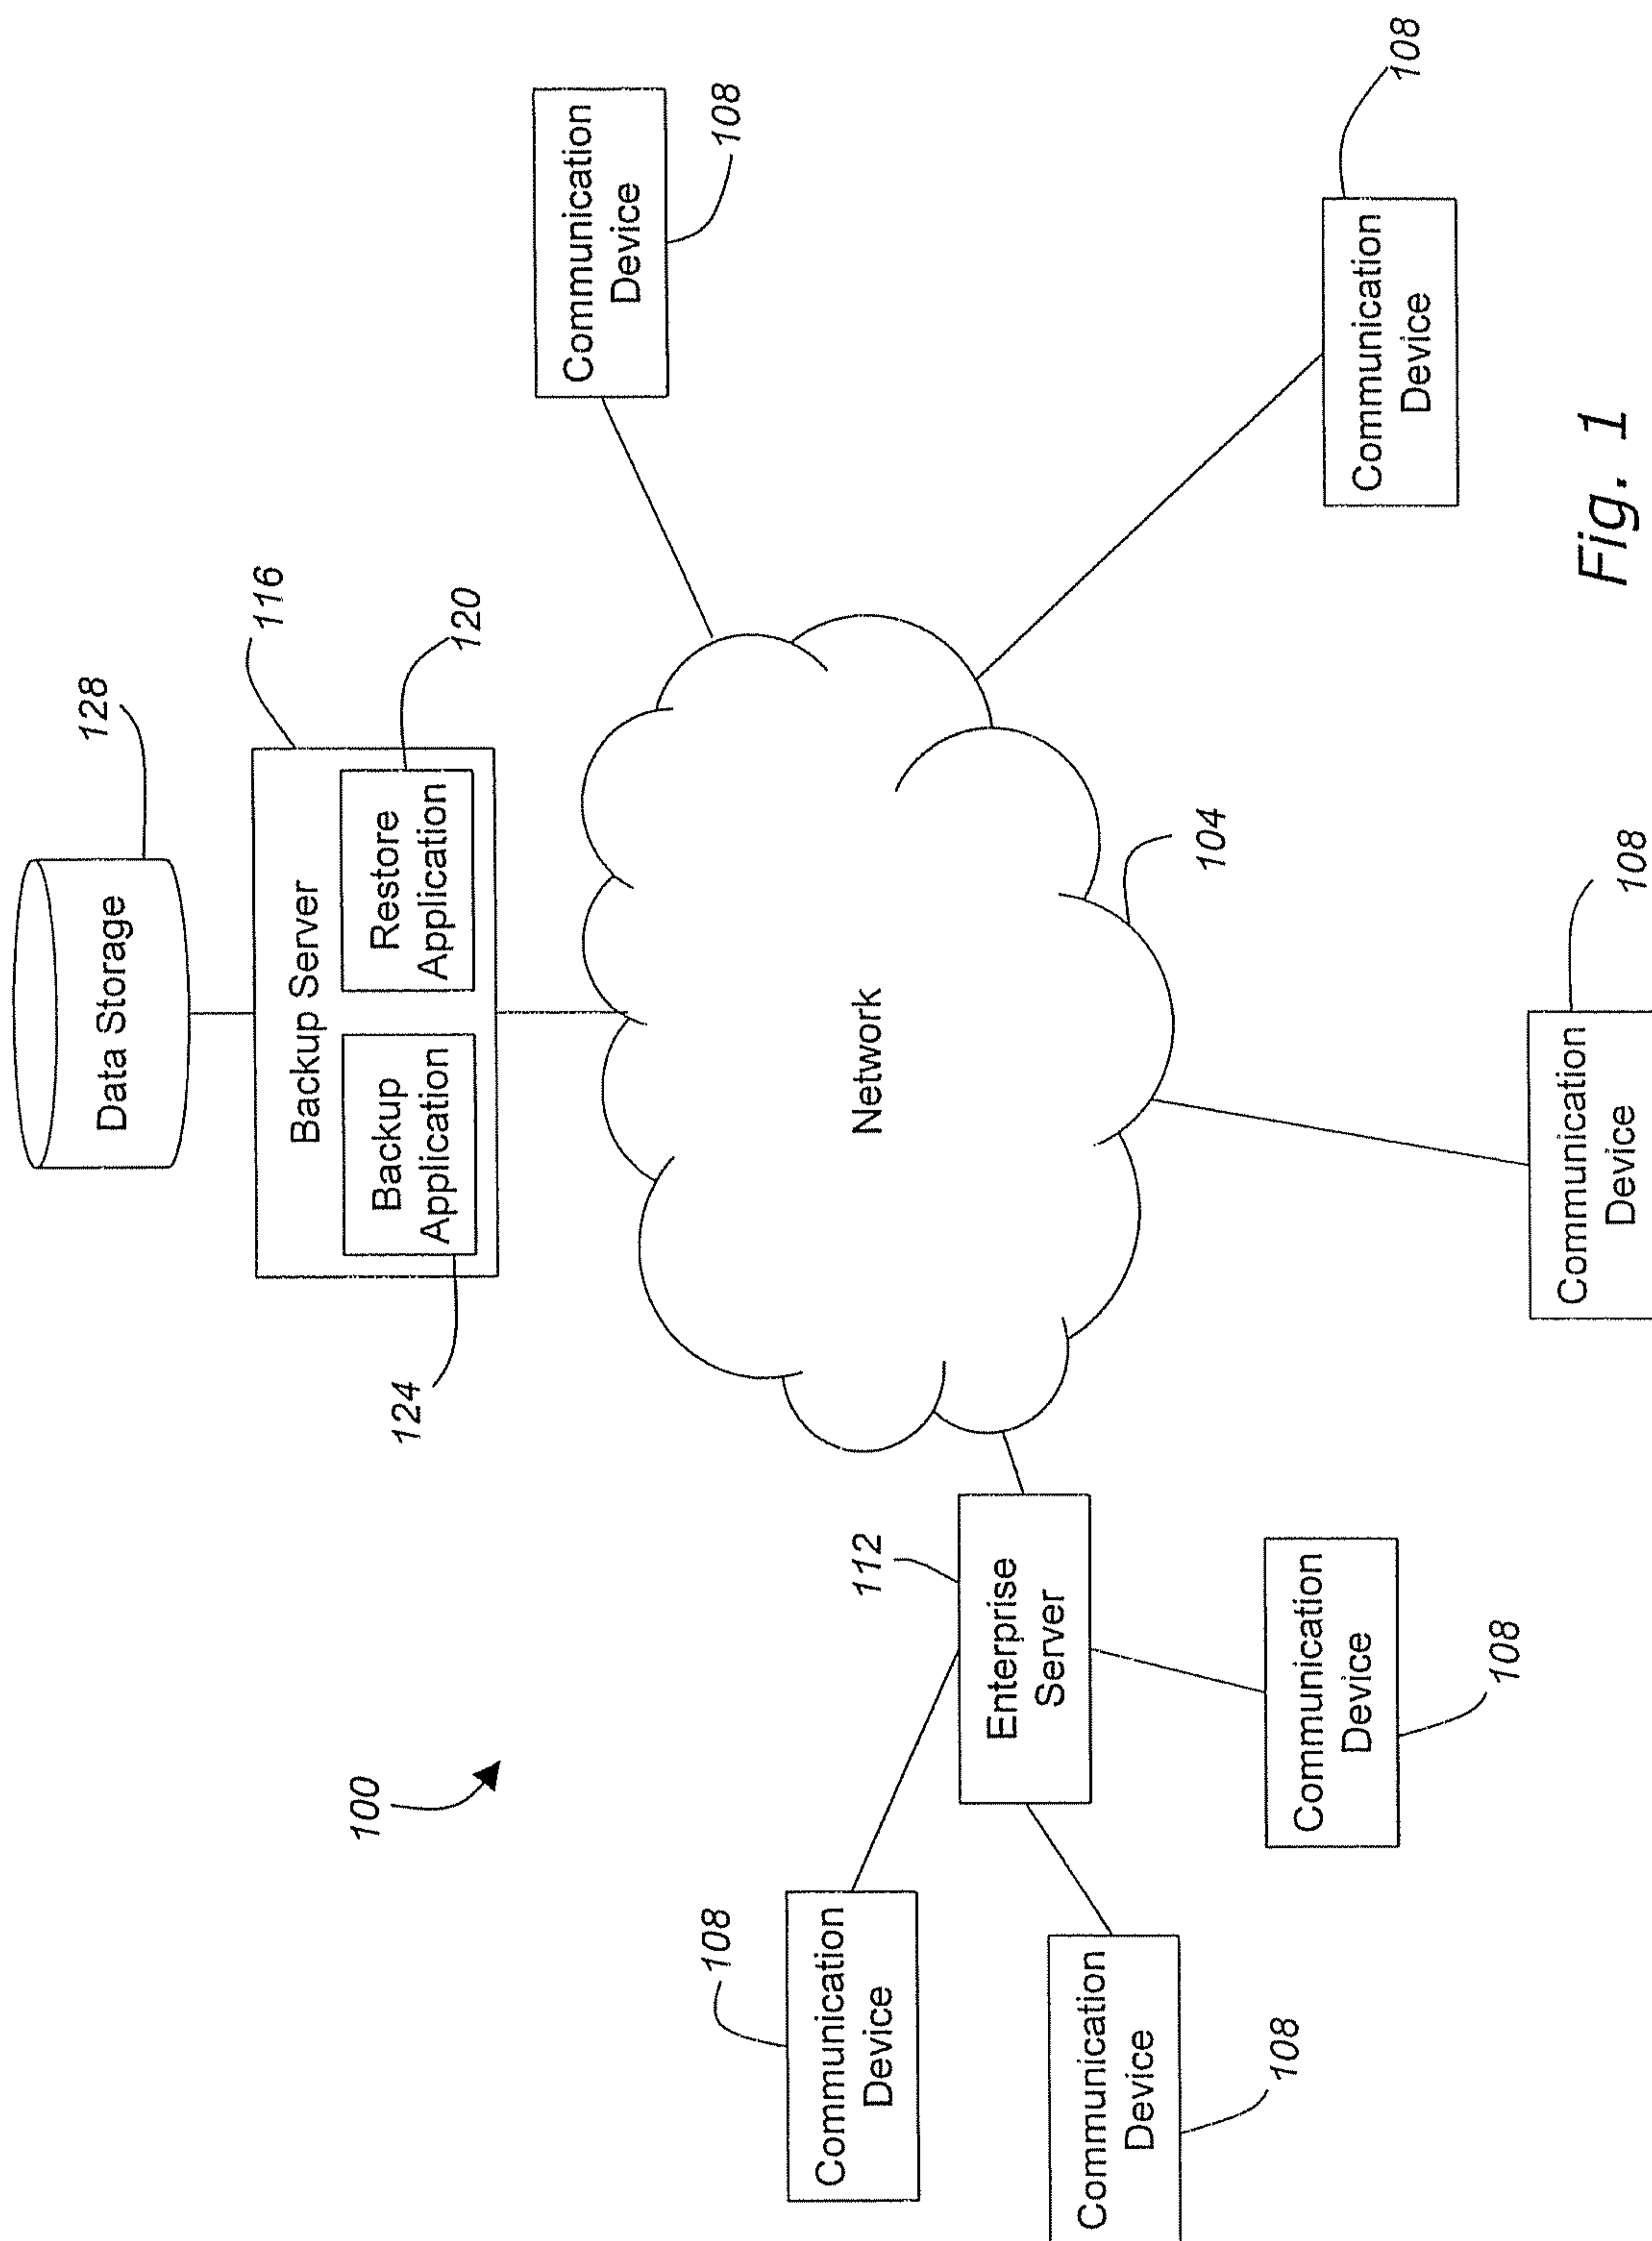 Data Storage
128
116
Backup Server
100
Backup
Application
Restore
Application
124
120
Communication
Device
108
108
Communication
Device
Network
112
Enterprise
Server
Communication
Device
108
104
Communication
Device
108
Communication
Device
108
Communication
Device
108
Fig. 1